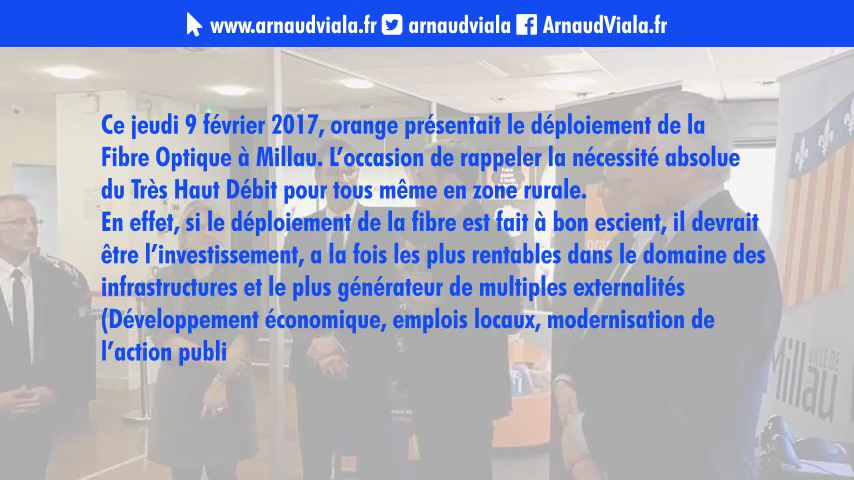 www.arnaudviala.fr arnaudviala ArnaudViala.fr
Ce jeudi 9 février 2017, orange présentait le déploiement de la
Fibre Optique à Millau. L'occasion de rappeler la nécessité absolue
du Très Haut Débit pour tous même en zone rurale.
En effet, si le déploiement de la fibre est fait à bon escient, il devrait
être l'investissement, a la fois les plus rentables dans le domaine des
infrastructures et le plus générateur de multiples externalités
(Développement économique, emplois locaux, modernisation de
l'action publi
VILLE DE
Millau